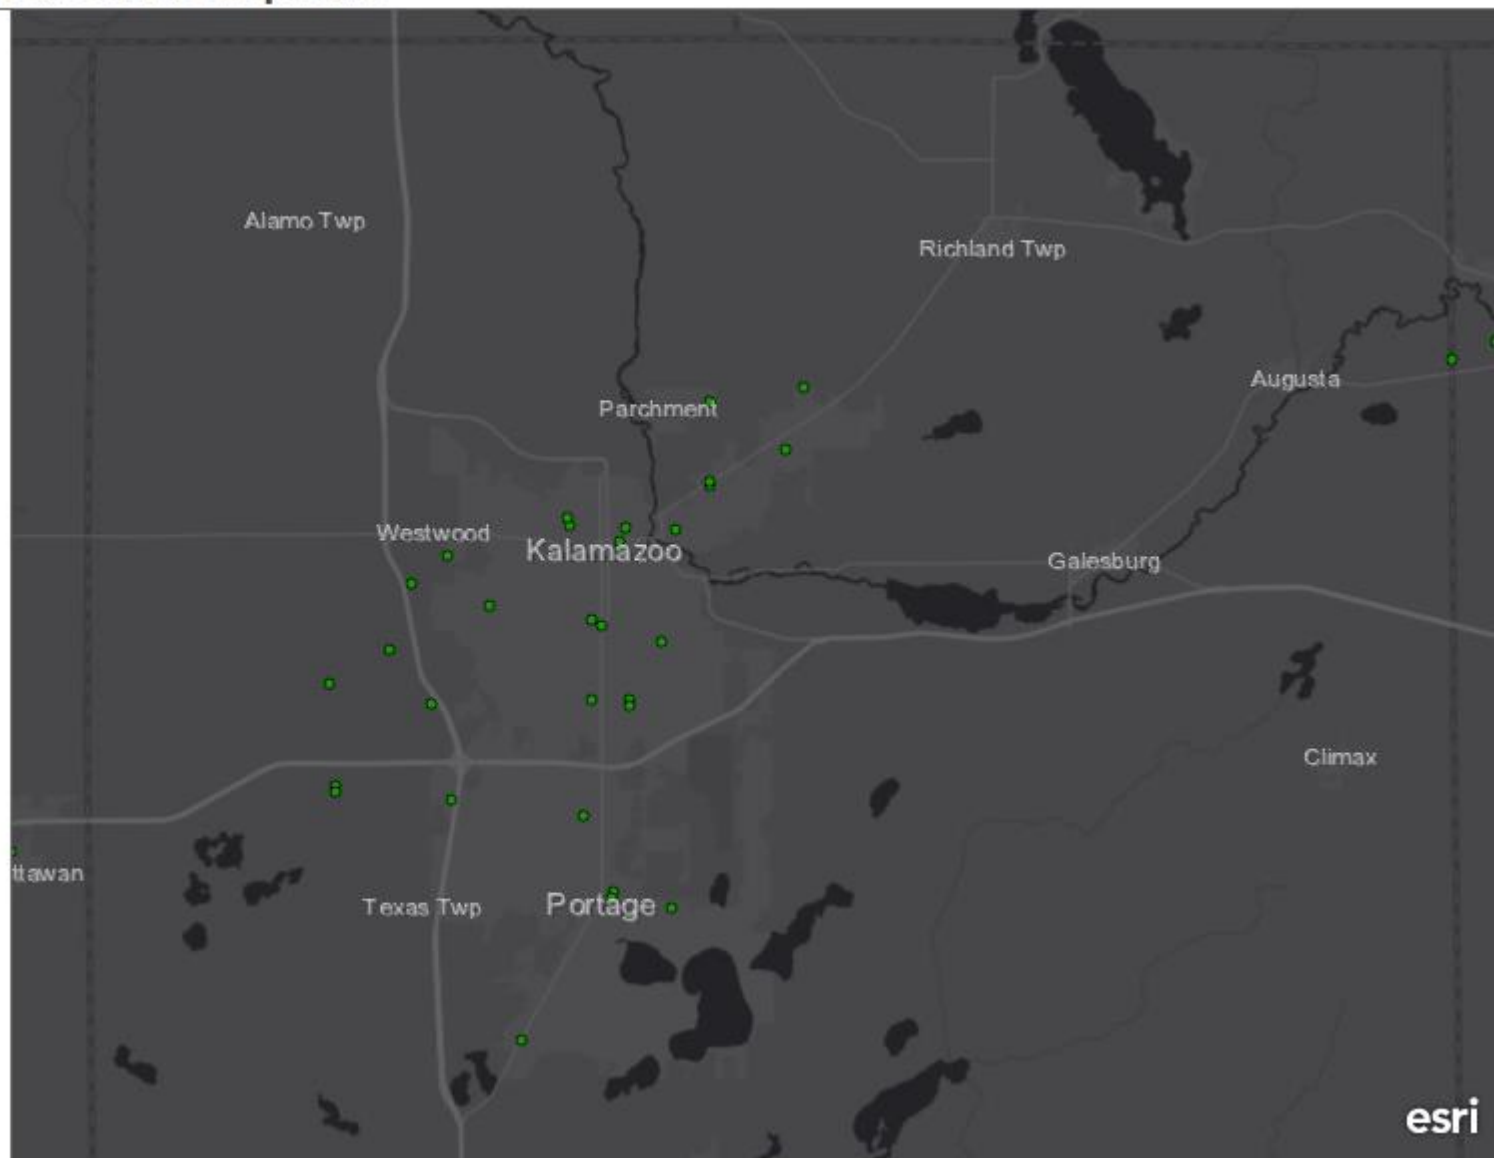 Alamo Twp
Richland Twp
Augusta
Parchment
Westwood
Kalamazoo
Galesburg
Climax
ttawan
Texas Twp
Portage
esri